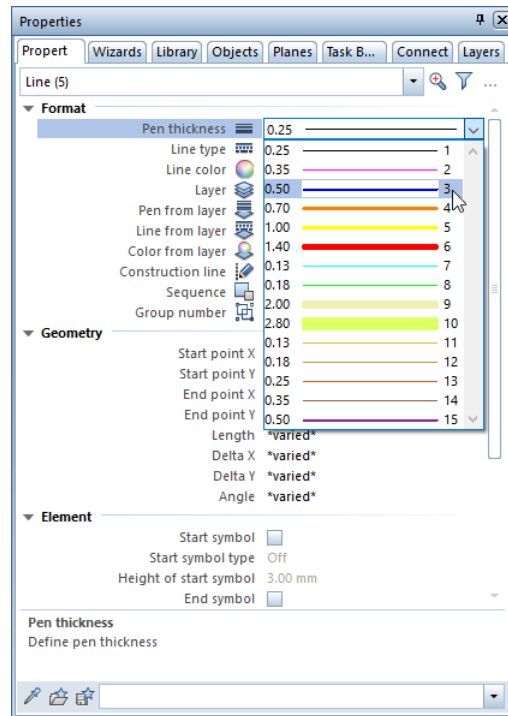 Properties
Propert Wizards Library Objects Planes Task B... Connect Layers
Line (5)
...
Format
Pen thickness 0.25
Line type 0.25 1
Line color 0.35 2
Layer 0.50 3
Pen from layer 0.70 4
Line from layer 1.00 5
Color from layer 1.40 6
Construction line 0.13 7
Sequence 0.18 8
Group number 2.00 9
Geometry 2.80 10
Start point X 0.13 11
Start point Y 0.18 12
End point X 0.25 13
End point Y 0.35 14
0.50 15
Length *varied*
Delta X *varied*
Delta Y *varied*
Angle *varied*
Element
Start symbol
Start symbol type Off
Height of start symbol 3.00 mm
End symbol
Pen thickness
Define pen thickness